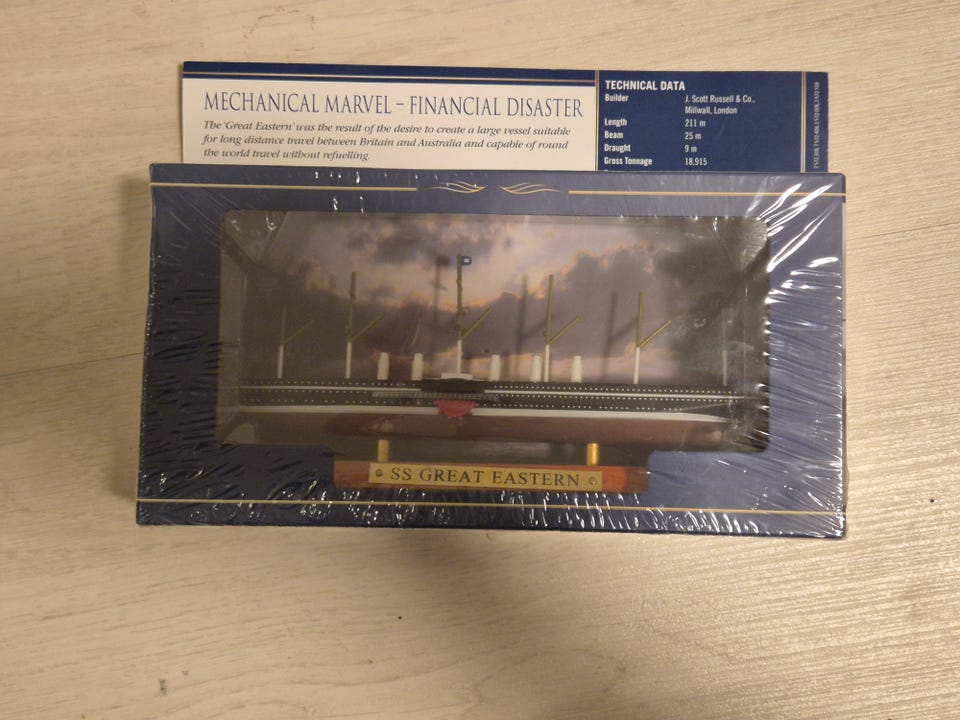 MECHANICAL MARVEL – FINANCIAL DISASTER
The 'Great Eastern' was the result of the desire to create a large vessel suitable
for long distance travel between Britain and Australia and capable of round
the world travel without refuelling.
TECHNICAL DATA
Builder J. Scott Russell & Co.,
Millwall, London
Length 211 m
Beam 25 m
Draught 9 m
Gross Tonnage 18,915
SS GREAT EASTERN